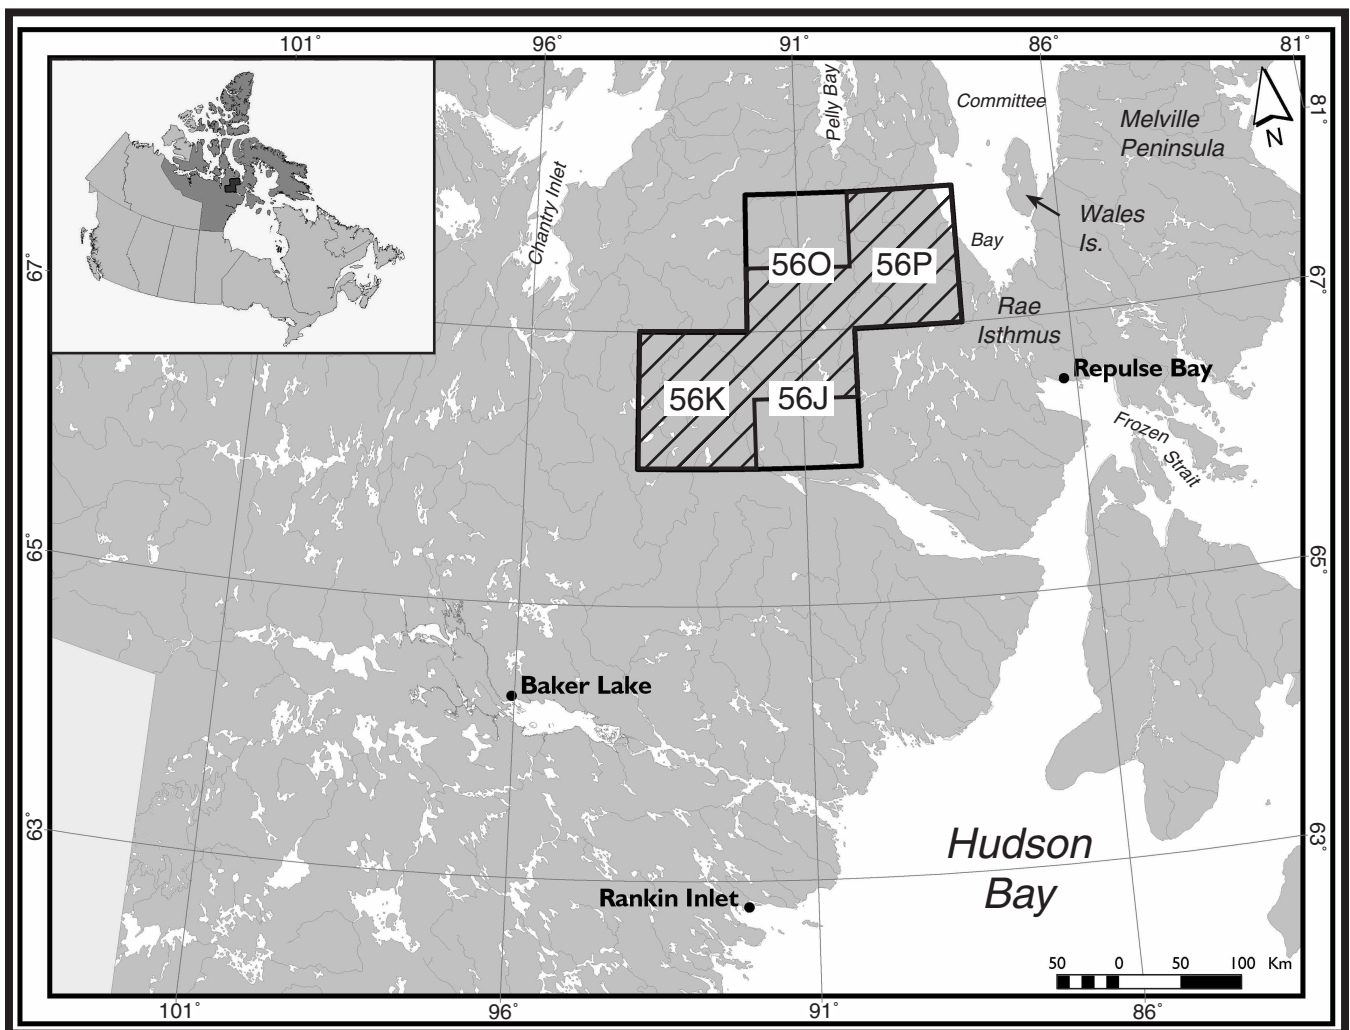 101°
96°
91°
86°
81°
81°
Pelly Bay
Committee
Melville
Peninsula
N
Chantry Inlet
Wales
Is.
Bay
67°
56O
56P
67°
Rae
Isthmus
Repulse Bay
56K
56J
Frozen
Strait
65°
65°
Baker Lake
63°
63°
Hudson
Bay
Rankin Inlet
50 0 50 100 Km
101°
96°
91°
86°